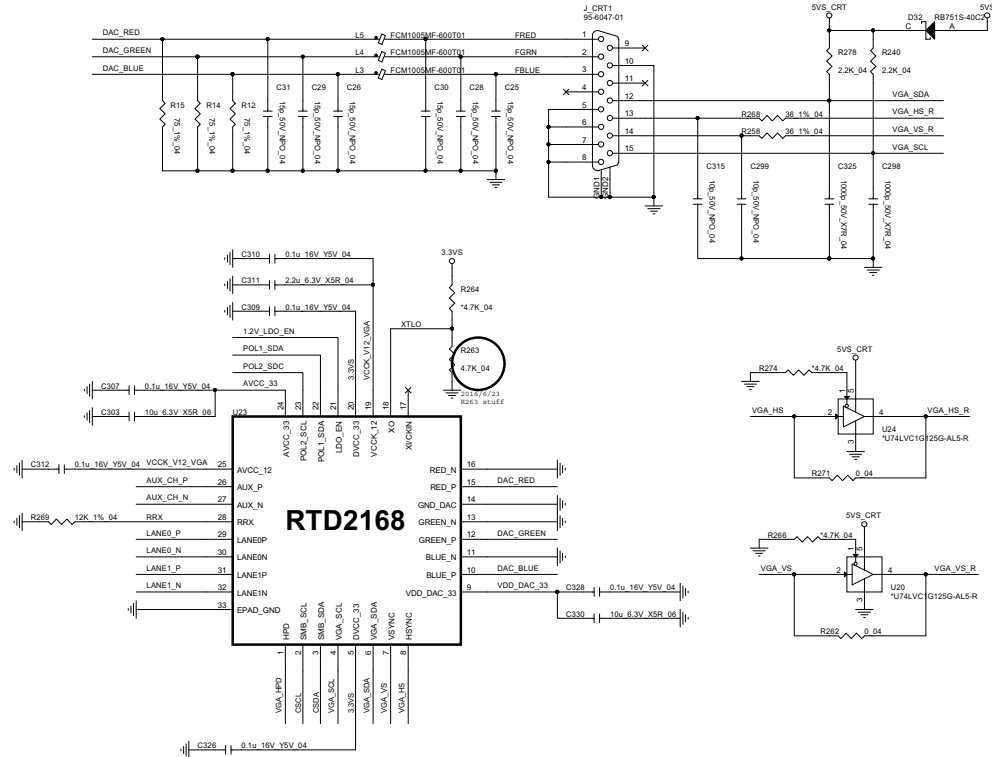 J_CRT1
95-6047-01
DAC_RED
L5
FCM1005MF-600T01
FRED
1
DAC_GREEN
L4
FCM1005MF-600T01
FGRN
2
DAC_BLUE
L3
FCM1005MF-600T01
FBLUE
3
4
5
6
7
8
9
10
11
12
13
14
15
GND1
GND2
R15
75_1%_04
R14
75_1%_04
R12
75_1%_04
C31
15p_50V_NPO_04
C29
15p_50V_NPO_04
C26
15p_50V_NPO_04
C30
15p_50V_NPO_04
C28
15p_50V_NPO_04
C25
15p_50V_NPO_04
5VS_CRT
D32
RB751S-40C2
5VS
C
A
R278
2.2K_04
R240
2.2K_04
VGA_SDA
R268
36_1%_04
VGA_HS_R
R258
36_1%_04
VGA_VS_R
VGA_SCL
C315
10p_50V_NPO_04
C299
10p_50V_NPO_04
C325
1000p_50V_X7R_04
C298
1000p_50V_X7R_04
C310
0.1u_16V_Y5V_04
C311
2.2u_6.3V_X5R_04
C309
0.1u_16V_Y5V_04
1.2V_LDO_EN
POL1_SDA
POL2_SDC
AVCC_33
3.3VS
VCCK_V12_VGA
C307
0.1u_16V_Y5V_04
C303
10u_6.3V_X5R_06
3.3VS
R264
*4.7K_04
XTLO
R263
4.7K_04
2016/6/23
R263 stuff
U23
24
23
22
21
20
19
18
17
AVCC_33
POL2_SCL
POL1_SDA
LDO_EN
DVCC_33
VCCK_12
XO
XI/CKIN
RTD2168
C312
0.1u_16V_Y5V_04
VCCK_V12_VGA
25
AVCC_12
AUX_CH_P
26
AUX_P
AUX_CH_N
27
AUX_N
R269
12K_1%_04
RRX
28
RRX
LANE0_P
29
LANE0P
LANE0_N
30
LANE0N
LANE1_P
31
LANE1P
LANE1_N
32
LANE1N
33
EPAD_GND
RED_N
16
RED_P
15
DAC_RED
GND_DAC
14
GREEN_N
13
GREEN_P
12
DAC_GREEN
BLUE_N
11
BLUE_P
10
DAC_BLUE
VDD_DAC_33
9
VDD_DAC_33
C328
0.1u_16V_Y5V_04
C330
10u_6.3V_X5R_06
HPD
SMB_SCL
SMB_SDA
VGA_SCL
DVCC_33
VGA_SDA
VSYNC
HSYNC
1
2
3
4
5
6
7
8
VGA_HPD
CSCL
CSDA
VGA_SCL
3.3VS
VGA_SDA
VGA_VS
VGA_HS
C326
0.1u_16V_Y5V_04
5VS_CRT
R274
*4.7K_04
1
5
VGA_HS
2
4
VGA_HS_R
3
U24
*U74LVC1G125G-AL5-R
R271
0_04
5VS_CRT
R266
*4.7K_04
1
5
VGA_VS
2
4
VGA_VS_R
3
U20
*U74LVC1G125G-AL5-R
R262
0_04